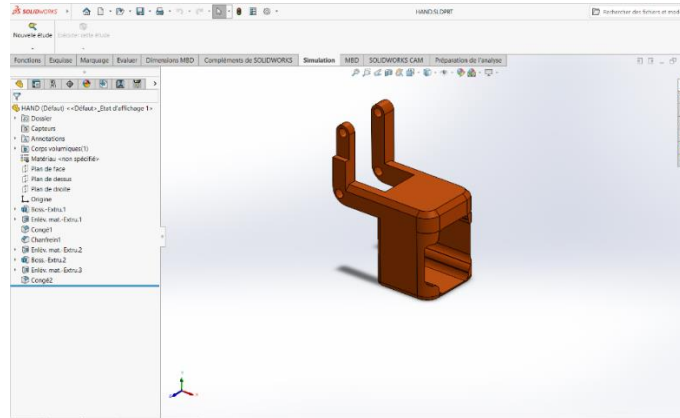 SOLIDWORKS
HAND.SLDPRT
Rechercher des fichiers et mod
Nouvelle étude
Fonctions Esquisse Marquage Evaluer Dimensions MBD Compléments de SOLIDWORKS Simulation MBD SOLIDWORKS CAM Préparation de l'analyse
HAND (Défaut) <<Défaut>_Etat d'affichage 1>
Dossier
Capteurs
Annotations
Corps volumiques(1)
Matériau <non spécifié>
Plan de face
Plan de dessus
Plan de droite
Origine
Boss.-Extru.1
Enlèv. mat.-Extru.1
Congé1
Chanfrein1
Enlèv. mat.-Extru.2
Boss.-Extru.2
Enlèv. mat.-Extru.3
Congé2